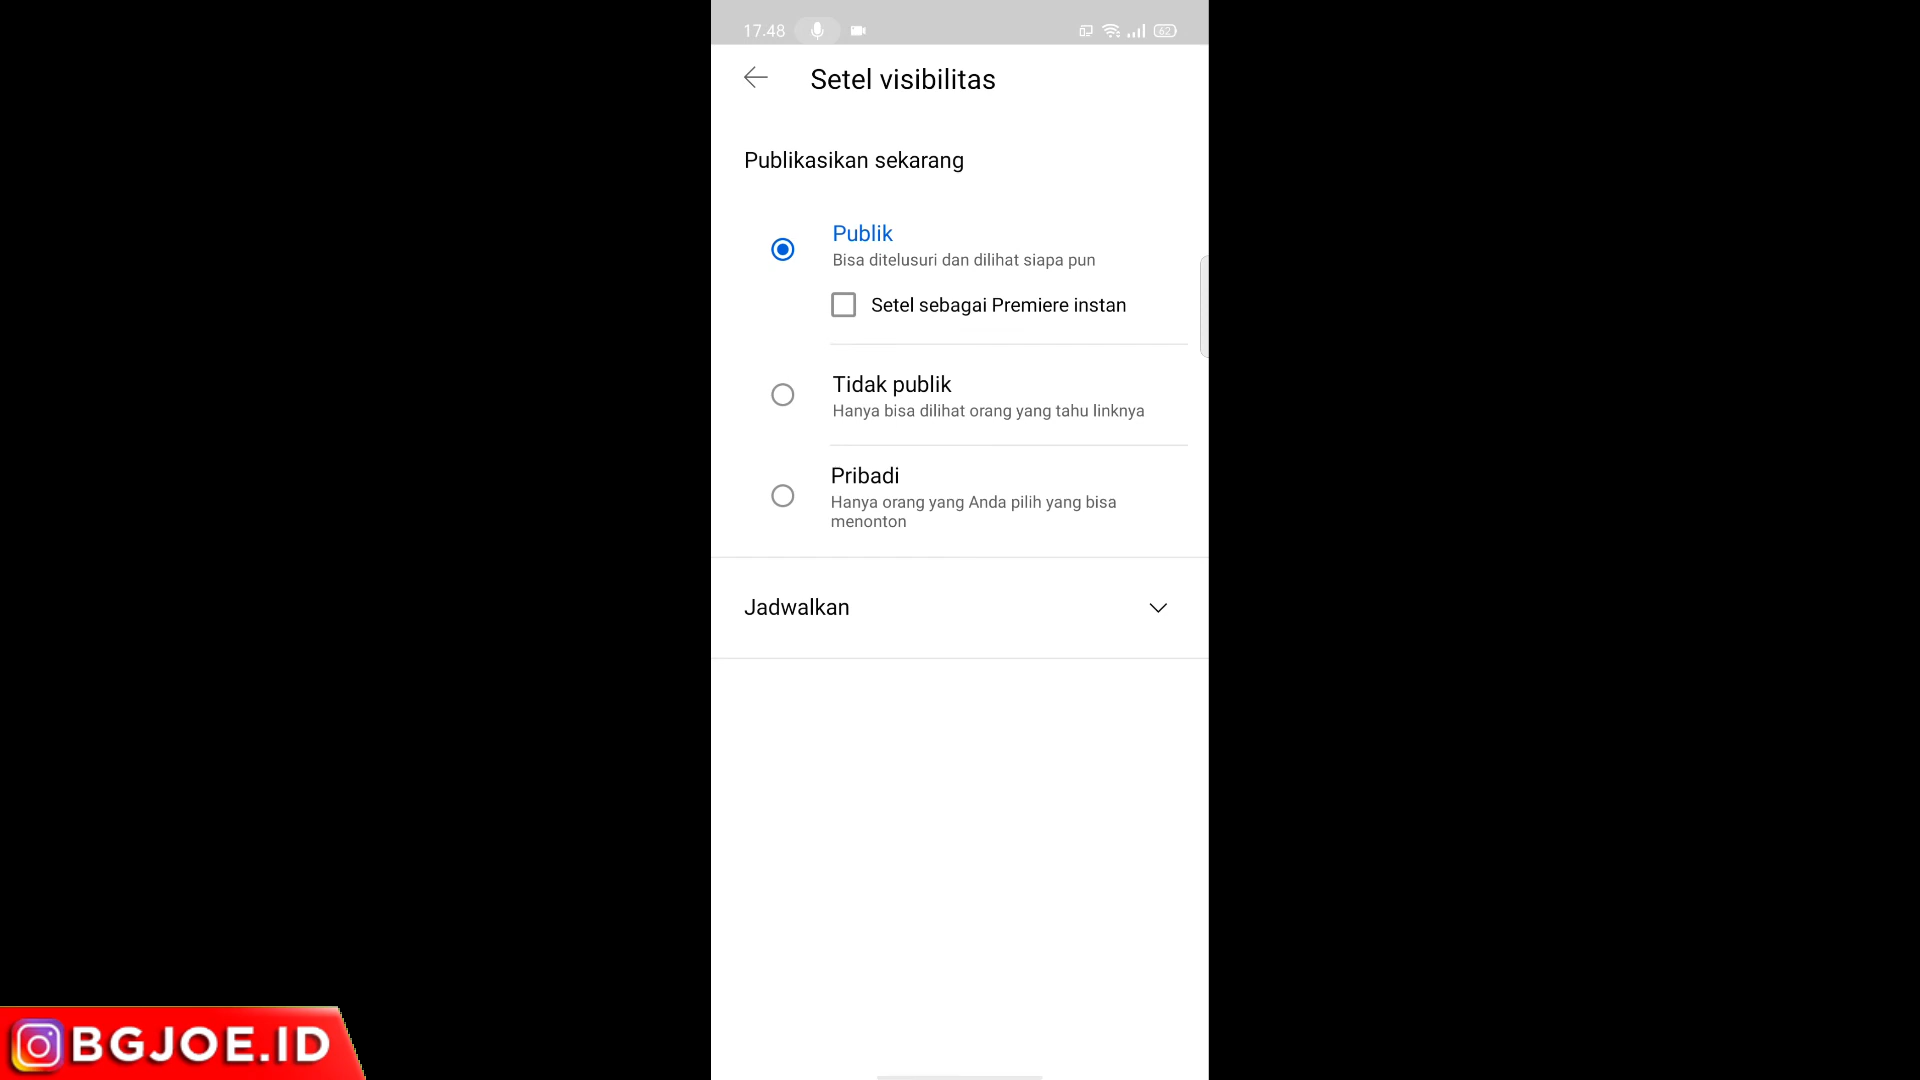 17.48
62
Setel visibilitas
Publikasikan sekarang
Publik
Bisa ditelusuri dan dilihat siapa pun
Setel sebagai Premiere instan
Tidak publik
Hanya bisa dilihat orang yang tahu linknya
Pribadi
Hanya orang yang Anda pilih yang bisa
menonton
Jadwalkan
BGJOE.ID